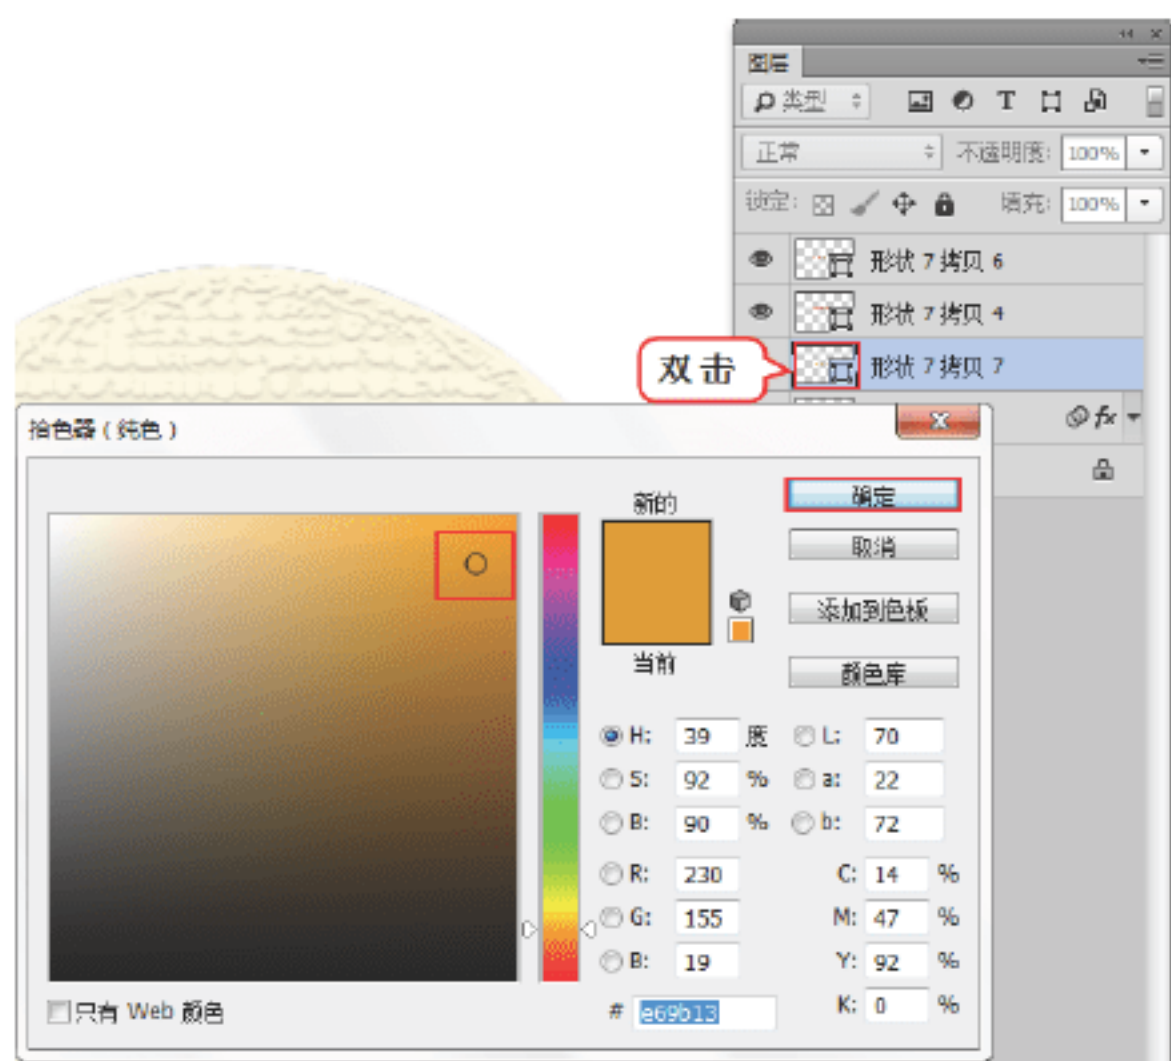 图层
类型
T
正常 不透明度: 100%
锁定: 填充: 100%
形状 7 拷贝 6
形状 7 拷贝 4
双击 形状 7 拷贝 7
fx
拾色器（纯色）
新的
确定
取消
添加到色板
当前
颜色库
H: 39 度 L: 70
S: 92 % a: 22
B: 90 % b: 72
R: 230 C: 14 %
G: 155 M: 47 %
B: 19 Y: 92 %
只有 Web 颜色 # e69b13 K: 0 %